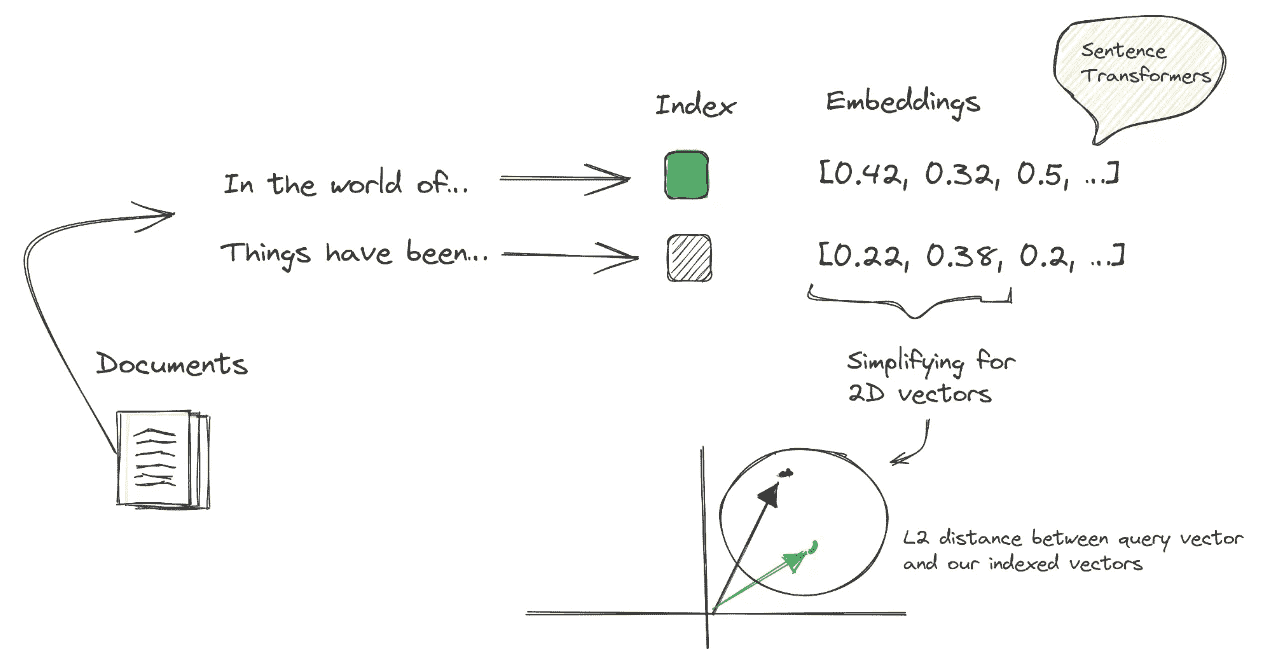 Sentence
Transformers
Index
Embeddings
In the world of...
[0.42, 0.32, 0.5, ...]
Things have been...
[0.22, 0.38, 0.2, ...]
Documents
Simplifying for
2D vectors
L2 distance between query vector
and our indexed vectors